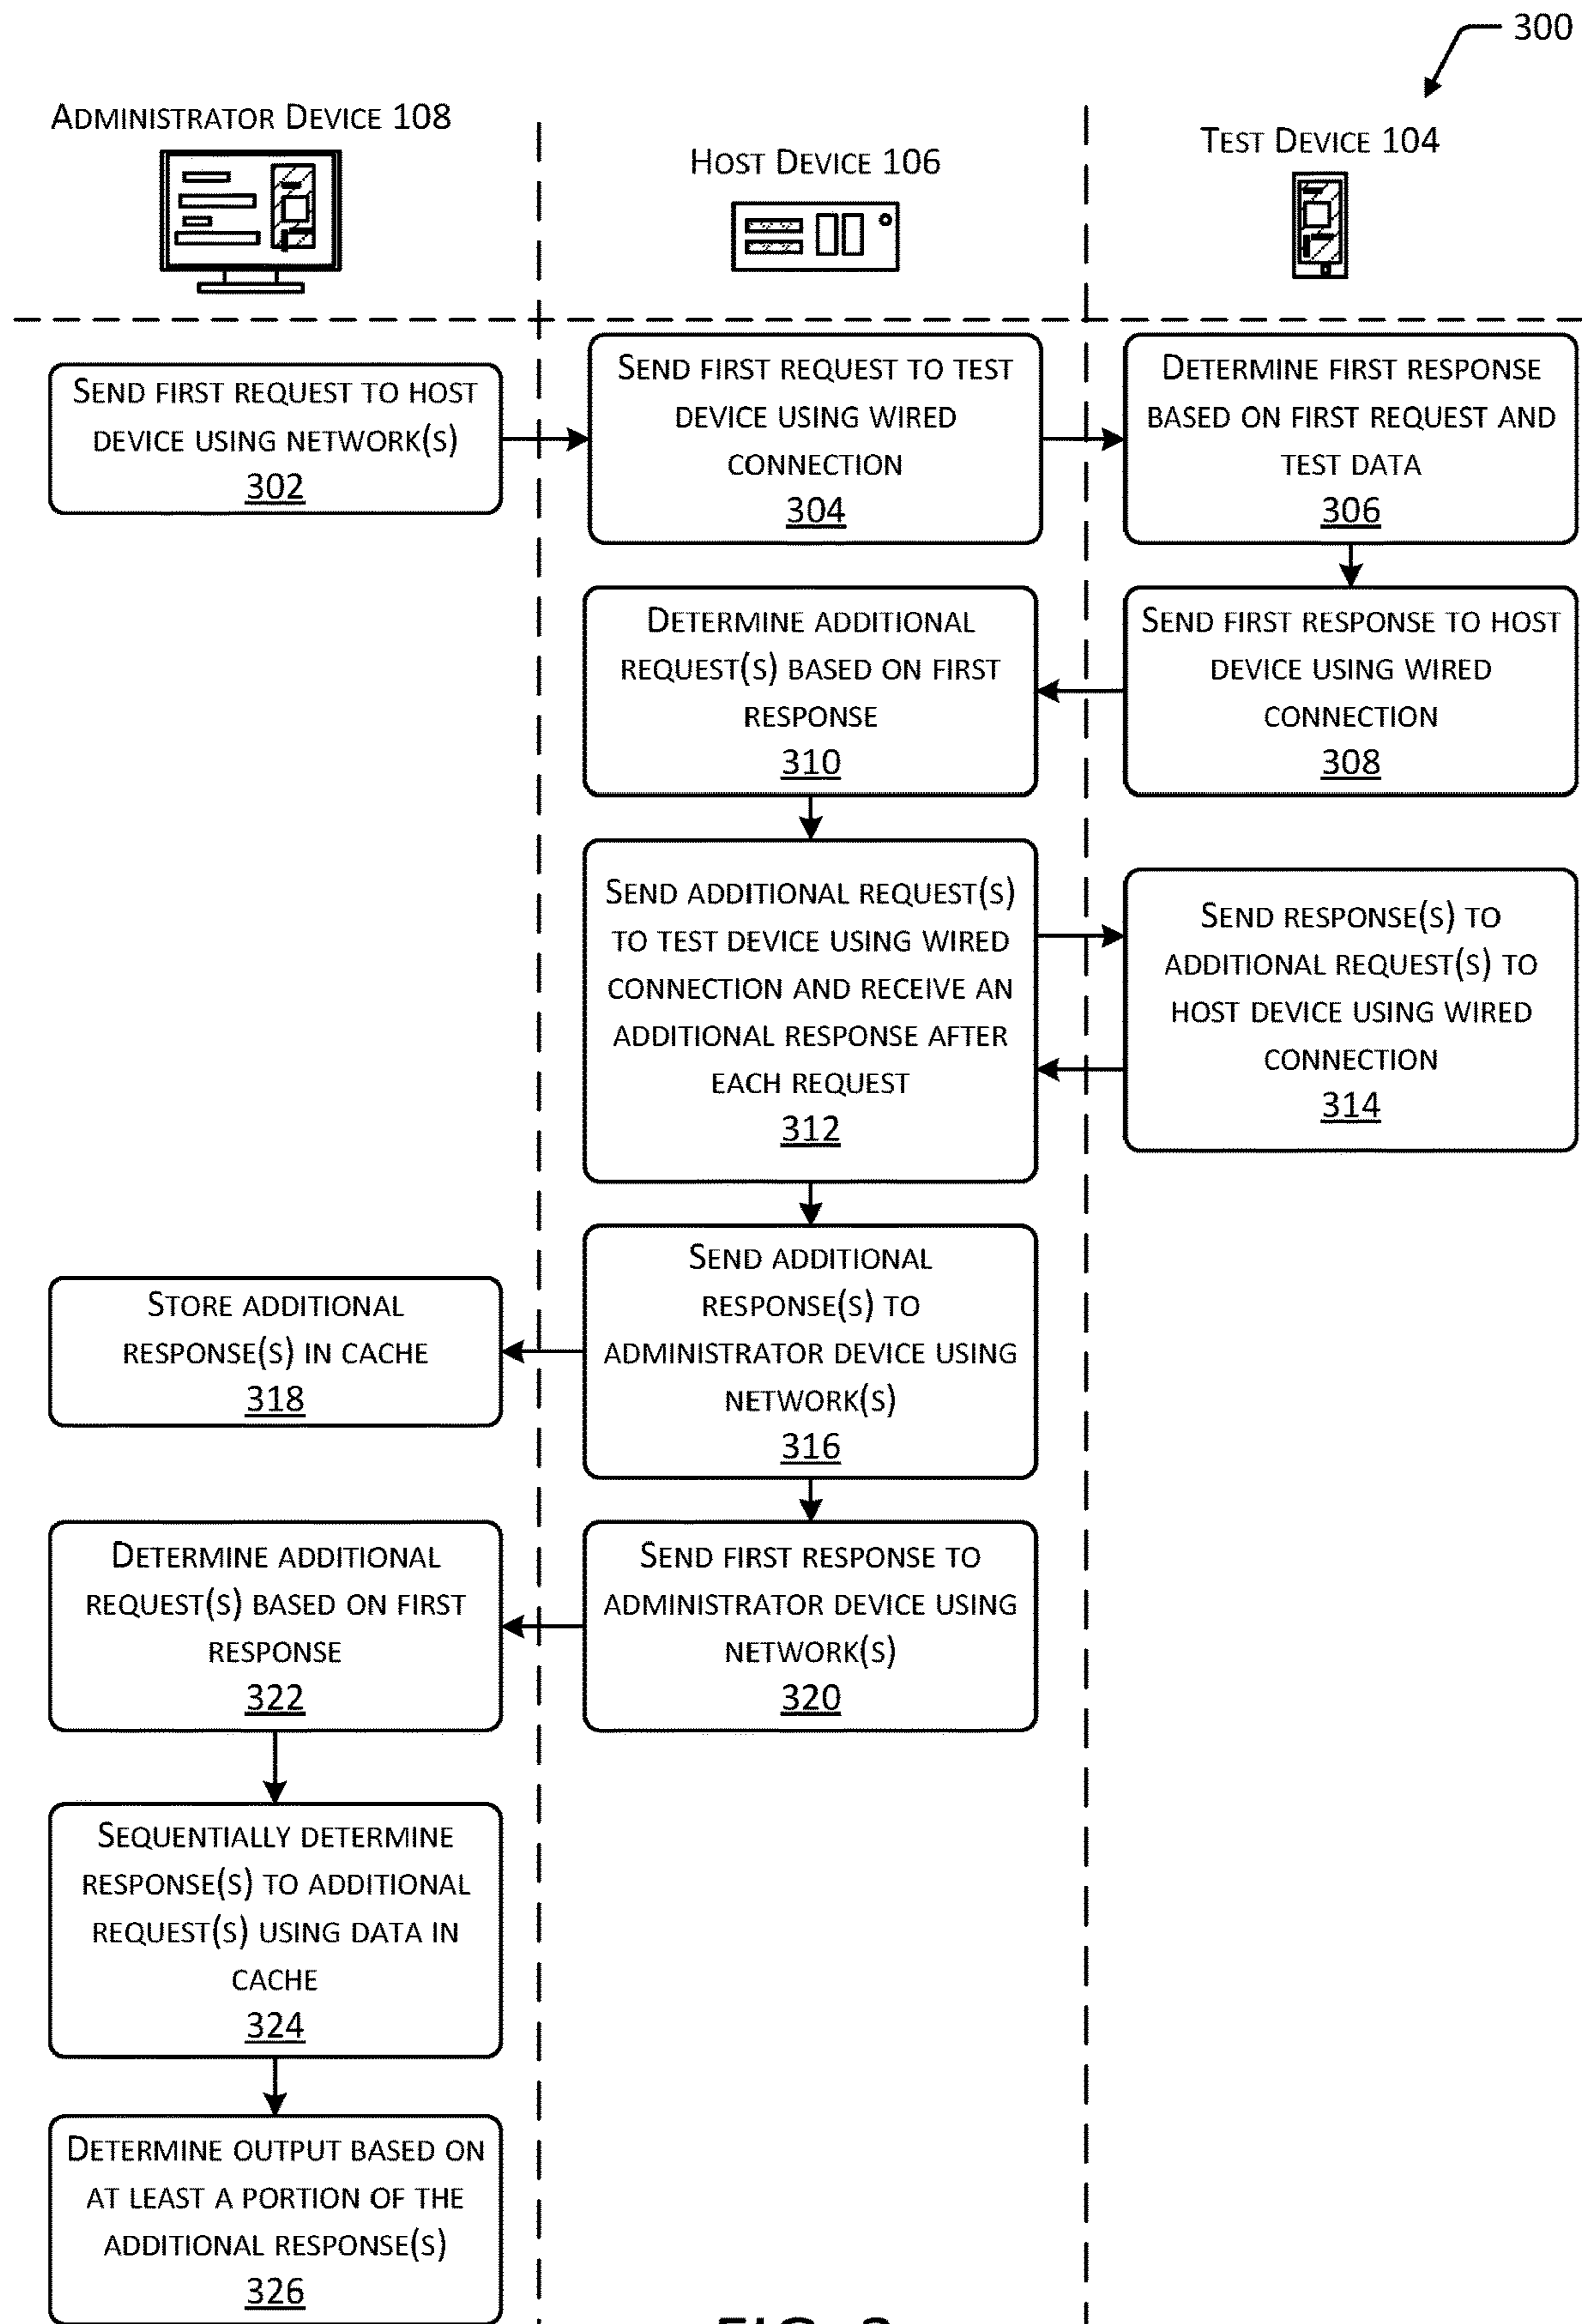 300
Administrator Device 108
Host Device 106
Test Device 104
Send first request to host
device using network(s)
302
Send first request to test
device using wired
connection
304
Determine first response
based on first request and
test data
306
Determine additional
request(s) based on first
response
310
Send first response to host
device using wired
connection
308
Send additional request(s)
to test device using wired
connection and receive an
additional response after
each request
312
Send response(s) to
additional request(s) to
host device using wired
connection
314
Send additional
response(s) to
administrator device using
network(s)
316
Store additional
response(s) in cache
318
Send first response to
administrator device using
network(s)
320
Determine additional
request(s) based on first
response
322
Sequentially determine
response(s) to additional
request(s) using data in
cache
324
Determine output based on
at least a portion of the
additional response(s)
326